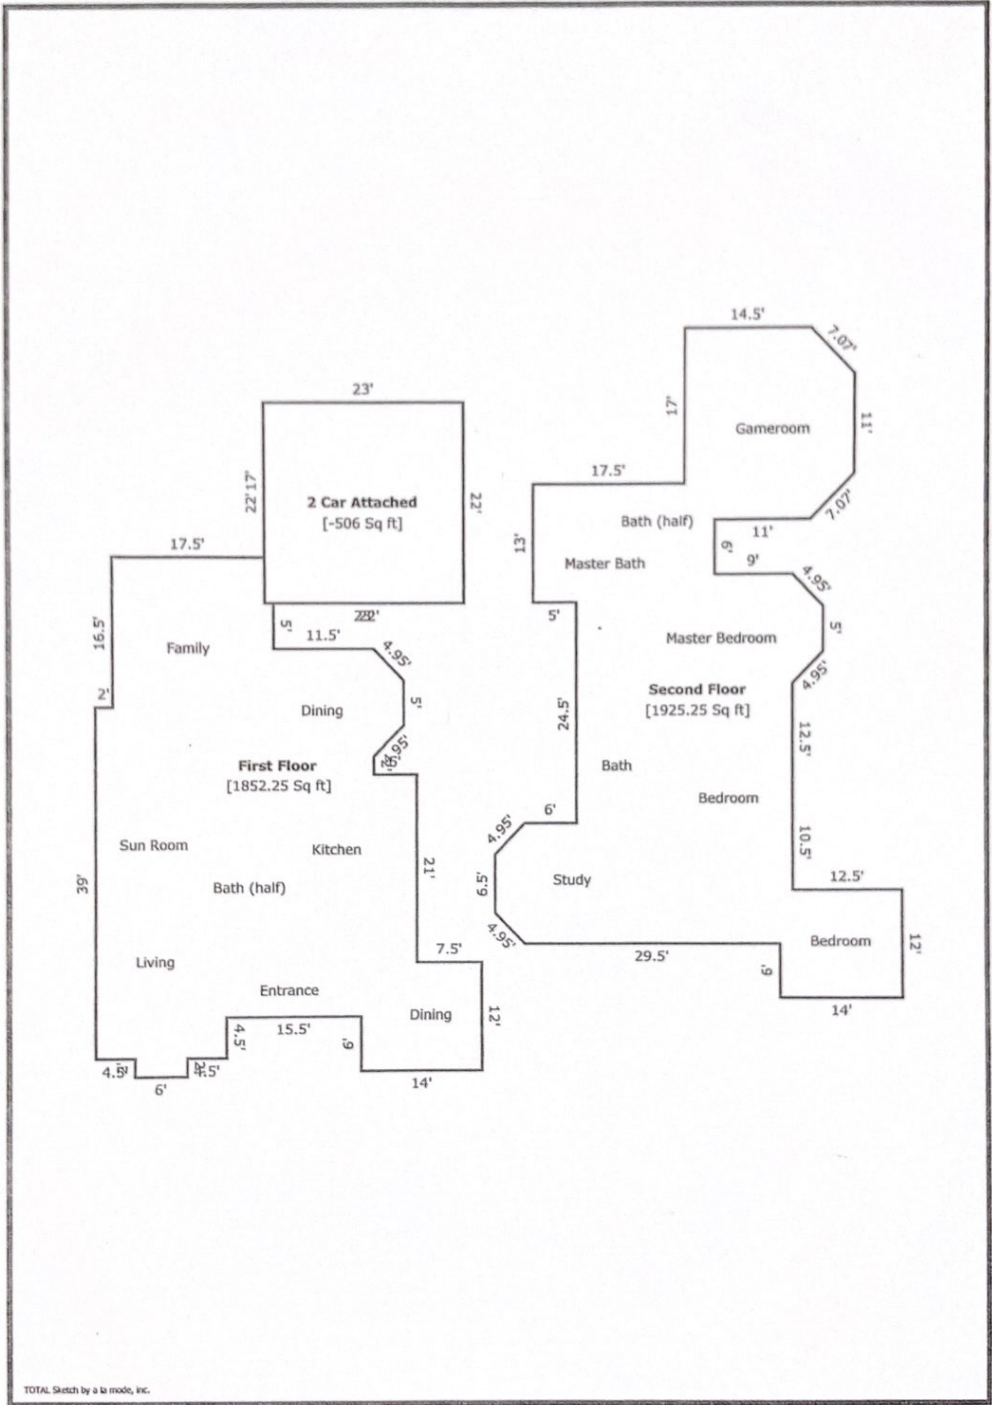 14.5'
7.07'
17'
11'
Gameroom
7.07'
17.5'
Bath (half)
11'
13'
6'
9'
Master Bath
4.95'
5'
Master Bedroom
5'
4.95'
Second Floor
[1925.25 Sq ft]
24.5'
12.5'
Bath
Bedroom
6'
10.5'
4.95'
12.5'
6.5'
Study
4.95'
Bedroom
12'
29.5'
6'
14'
23'
22'17'
2 Car Attached
[-506 Sq ft]
22'
17.5'
5'
11.5'
4.95'
16.5'
Family
2'
Dining
5'
4.95'
First Floor
[1852.25 Sq ft]
Sun Room
Kitchen
39'
Bath (half)
21'
7.5'
Living
Entrance
15.5'
4.5'
6'
Dining
12'
4.5'
6'
14'
TOTAL Sketch by a la mode, inc.